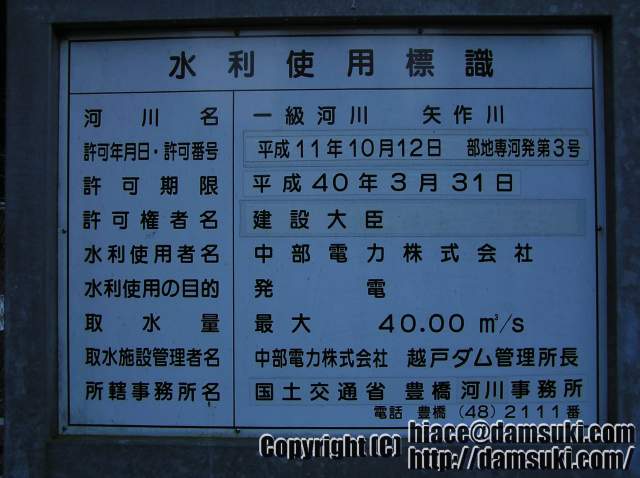 水利使用標識
河川名 一級河川 矢作川
許可年月日・許可番号 平成11年10月12日 部地専河発第3号
許可期限 平成40年3月31日
許可権者名 建設大臣
水利使用者名 中部電力株式会社
水利使用の目的 発電
取水量 最大 40.00 m³/s
取水施設管理者名 中部電力株式会社 越戸ダム管理所長
所轄事務所名 国土交通省 豊橋河川事務所
電話 豊橋 (48) 2111番
Copyright (C) hiace@damsuki.com
http://damsuki.com/